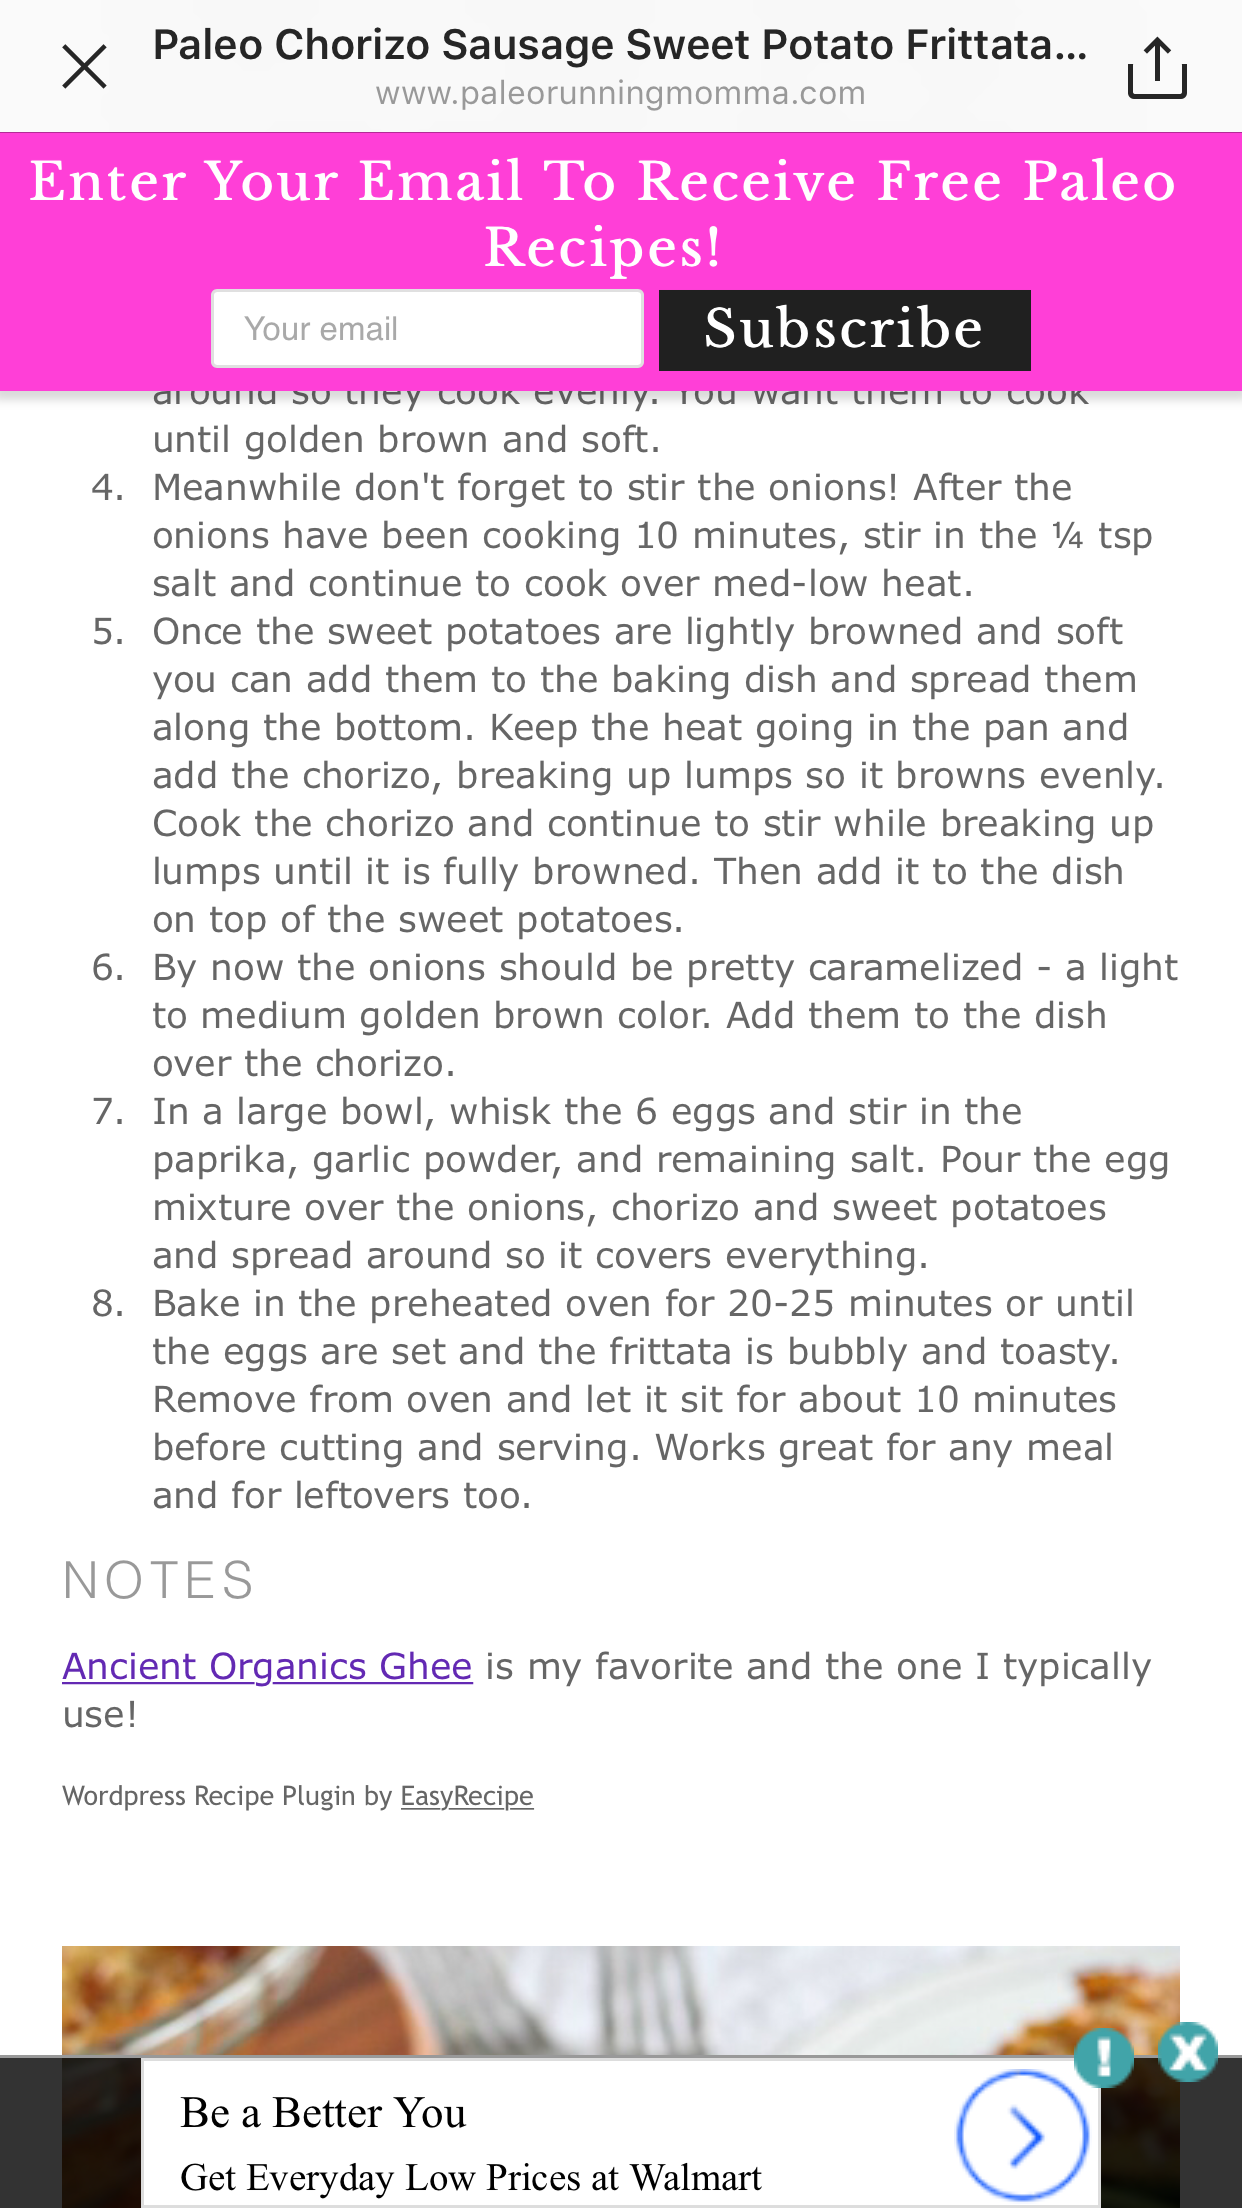 Paleo Chorizo Sausage Sweet Potato Frittata...
www.paleorunningmomma.com
Enter Your Email To Receive Free Paleo
Recipes!
Your email
Subscribe
around so they cook evenly. You want them to cook
until golden brown and soft.
4. Meanwhile don't forget to stir the onions! After the
onions have been cooking 10 minutes, stir in the ¼ tsp
salt and continue to cook over med-low heat.
5. Once the sweet potatoes are lightly browned and soft
you can add them to the baking dish and spread them
along the bottom. Keep the heat going in the pan and
add the chorizo, breaking up lumps so it browns evenly.
Cook the chorizo and continue to stir while breaking up
lumps until it is fully browned. Then add it to the dish
on top of the sweet potatoes.
6. By now the onions should be pretty caramelized - a light
to medium golden brown color. Add them to the dish
over the chorizo.
7. In a large bowl, whisk the 6 eggs and stir in the
paprika, garlic powder, and remaining salt. Pour the egg
mixture over the onions, chorizo and sweet potatoes
and spread around so it covers everything.
8. Bake in the preheated oven for 20-25 minutes or until
the eggs are set and the frittata is bubbly and toasty.
Remove from oven and let it sit for about 10 minutes
before cutting and serving. Works great for any meal
and for leftovers too.
NOTES
Ancient Organics Ghee is my favorite and the one I typically
use!
Wordpress Recipe Plugin by EasyRecipe
Be a Better You
Get Everyday Low Prices at Walmart